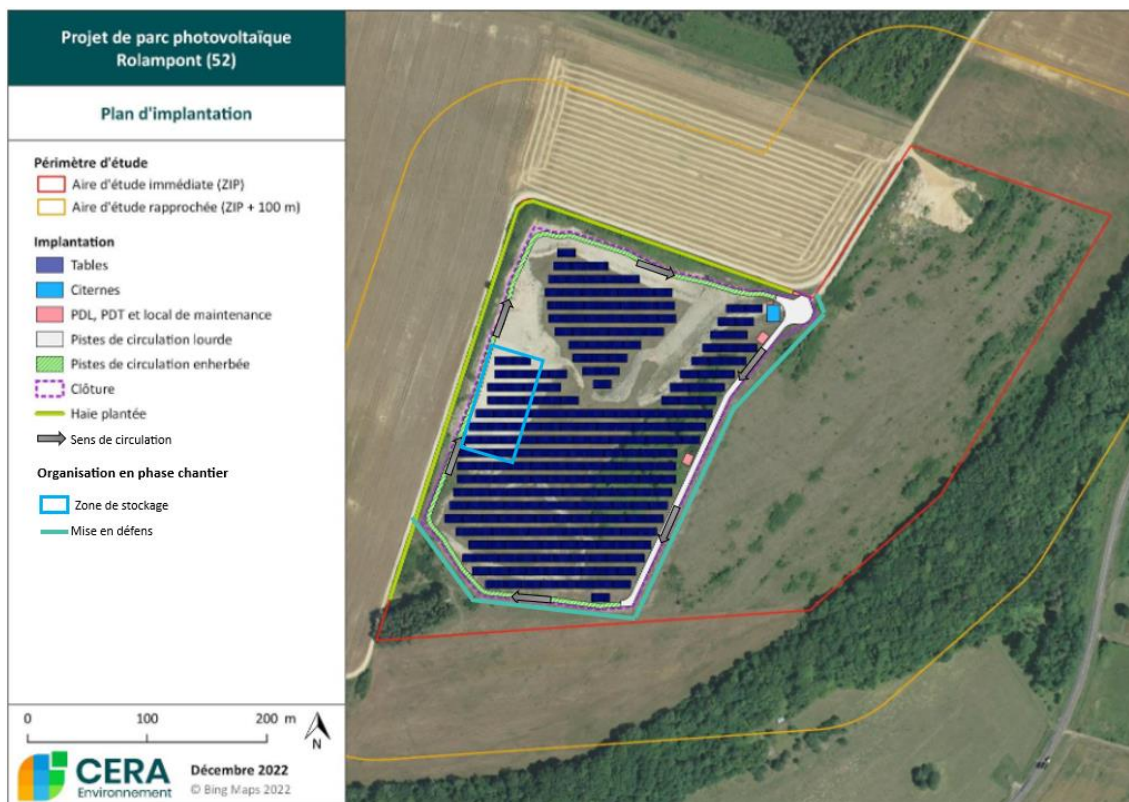 Projet de parc photovoltaïque
Rolampont (52)
Plan d'implantation
Périmètre d'étude
Aire d'étude immédiate (ZIP)
Aire d'étude rapprochée (ZIP + 100 m)
Implantation
Tables
Citernes
PDL, PDT et local de maintenance
Pistes de circulation lourde
Pistes de circulation enherbée
Clôture
Haie plantée
Sens de circulation
Organisation en phase chantier
Zone de stockage
Mise en défens
0 100 200 m
N
CERA
Environnement
Décembre 2022
© Bing Maps 2022